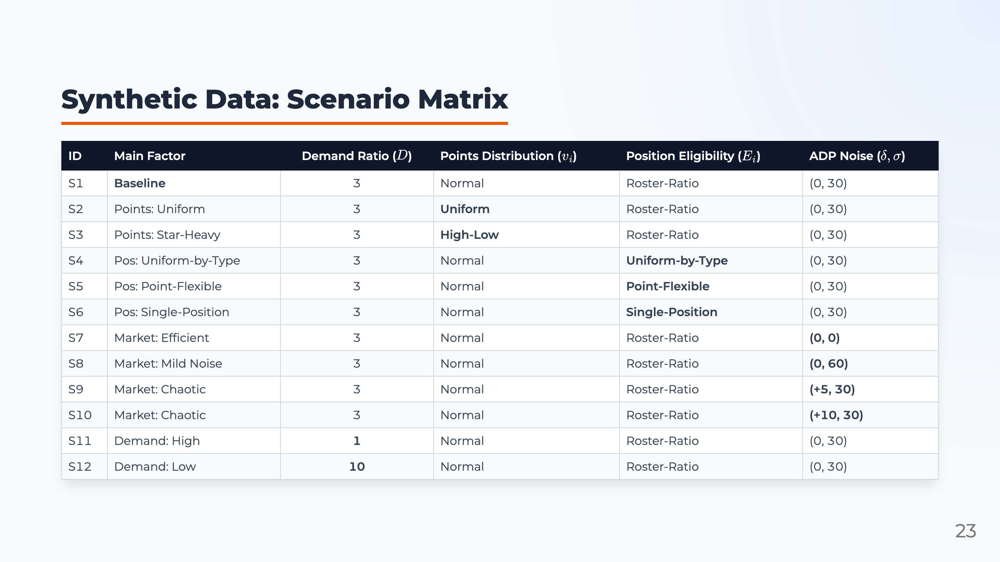 Synthetic Data: Scenario Matrix
ID Main Factor Demand Ratio (D) Points Distribution (vᵢ) Position Eligibility (Eᵢ) ADP Noise (δ, σ)
S1 Baseline 3 Normal Roster-Ratio (0, 30)
S2 Points: Uniform 3 Uniform Roster-Ratio (0, 30)
S3 Points: Star-Heavy 3 High-Low Roster-Ratio (0, 30)
S4 Pos: Uniform-by-Type 3 Normal Uniform-by-Type (0, 30)
S5 Pos: Point-Flexible 3 Normal Point-Flexible (0, 30)
S6 Pos: Single-Position 3 Normal Single-Position (0, 30)
S7 Market: Efficient 3 Normal Roster-Ratio (0, 0)
S8 Market: Mild Noise 3 Normal Roster-Ratio (0, 60)
S9 Market: Chaotic 3 Normal Roster-Ratio (+5, 30)
S10 Market: Chaotic 3 Normal Roster-Ratio (+10, 30)
S11 Demand: High 1 Normal Roster-Ratio (0, 30)
S12 Demand: Low 10 Normal Roster-Ratio (0, 30)
23